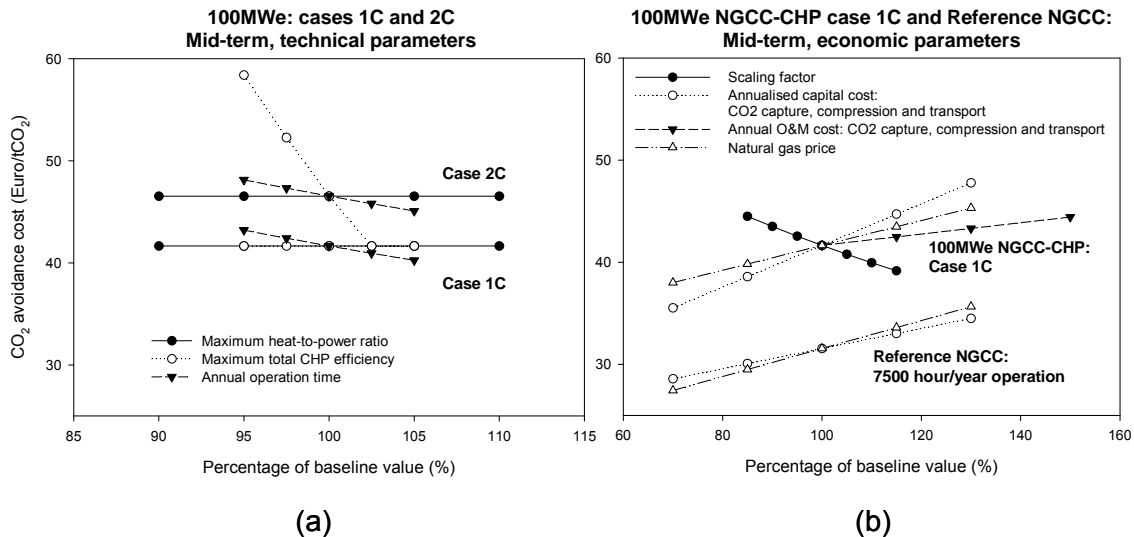 100MWe: cases 1C and 2C
Mid-term, technical parameters
CO2 avoidance cost (Euro/tCO2)
60
50
40
30
Case 2C
Case 1C
Maximum heat-to-power ratio
Maximum total CHP efficiency
Annual operation time
85 90 95 100 105 110 115
Percentage of baseline value (%)
(a)
100MWe NGCC-CHP case 1C and Reference NGCC:
Mid-term, economic parameters
60
50
40
30
Scaling factor
Annualised capital cost:
CO2 capture, compression and transport
Annual O&M cost: CO2 capture, compression and transport
Natural gas price
100MWe NGCC-CHP:
Case 1C
Reference NGCC:
7500 hour/year operation
60 80 100 120 140 160
Percentage of baseline value (%)
(b)